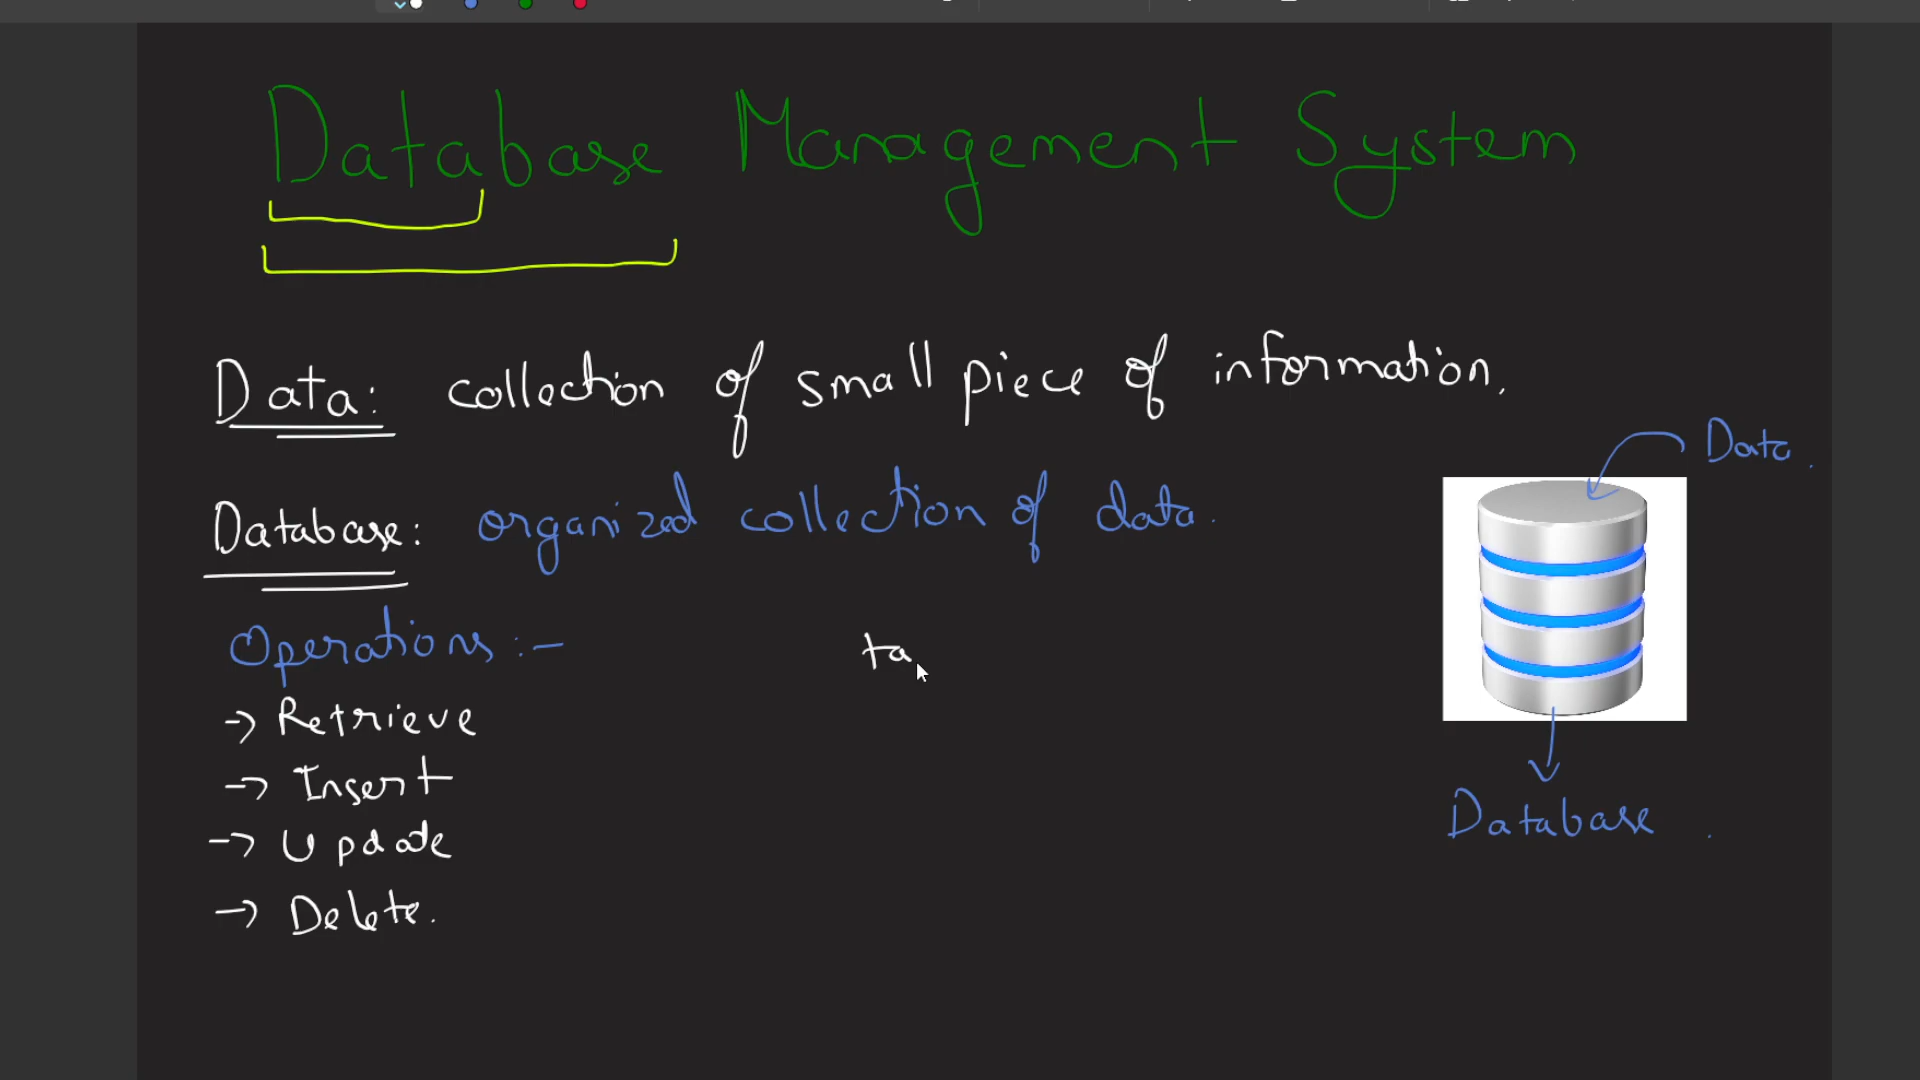 Database Management System
Data: collection of small piece of information.
Data.
Database: organized collection of data.
Operations :-
ta
→ Retrieve
→ Insert
→ Update
→ Delete.
Database